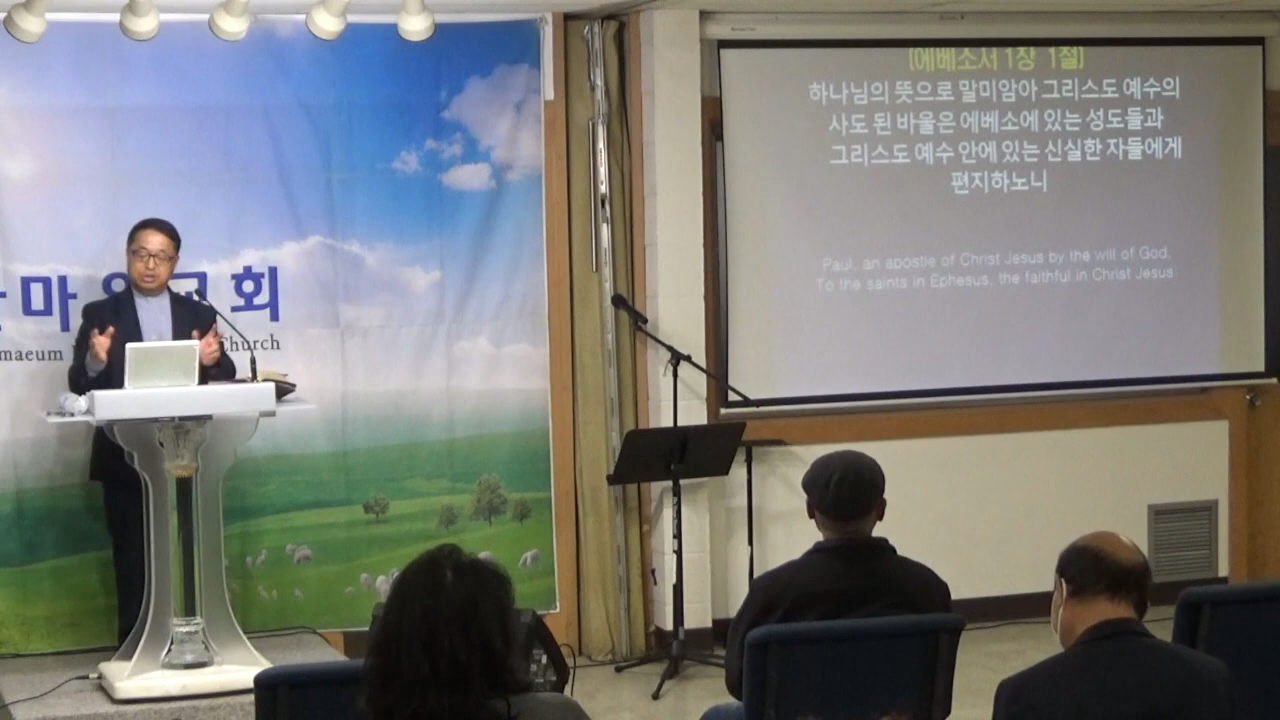 마 교회
maeum Church
(에베소서 1장 1절)
하나님의 뜻으로 말미암아 그리스도 예수의
사도 된 바울은 에베소에 있는 성도들과
그리스도 예수 안에 있는 신실한 자들에게
편지하노니
Paul, an apostle of Christ Jesus by the will of God,
To the saints in Ephesus, the faithful in Christ Jesus: